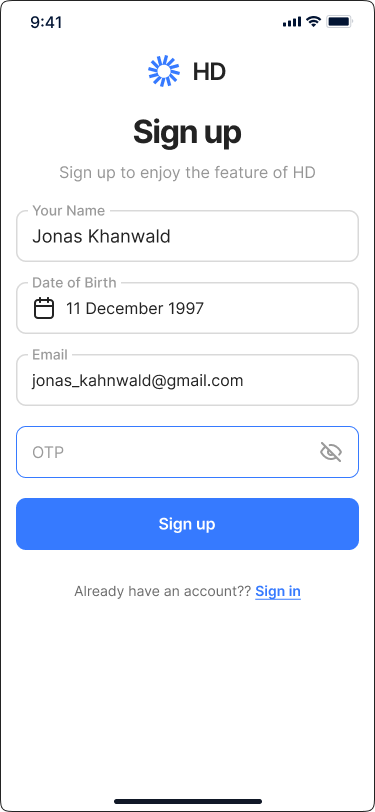 9:41
HD
Sign up
Sign up to enjoy the feature of HD
Your Name
Jonas Khanwald
Date of Birth
11 December 1997
Email
jonas_kahnwald@gmail.com
OTP
Sign up
Already have an account?? Sign in